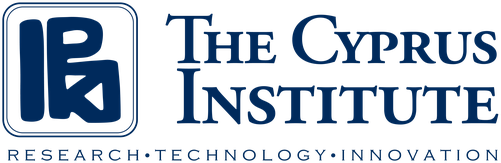 THE CYPRUS
INSTITUTE
RESEARCH•TECHNOLOGY•INNOVATION